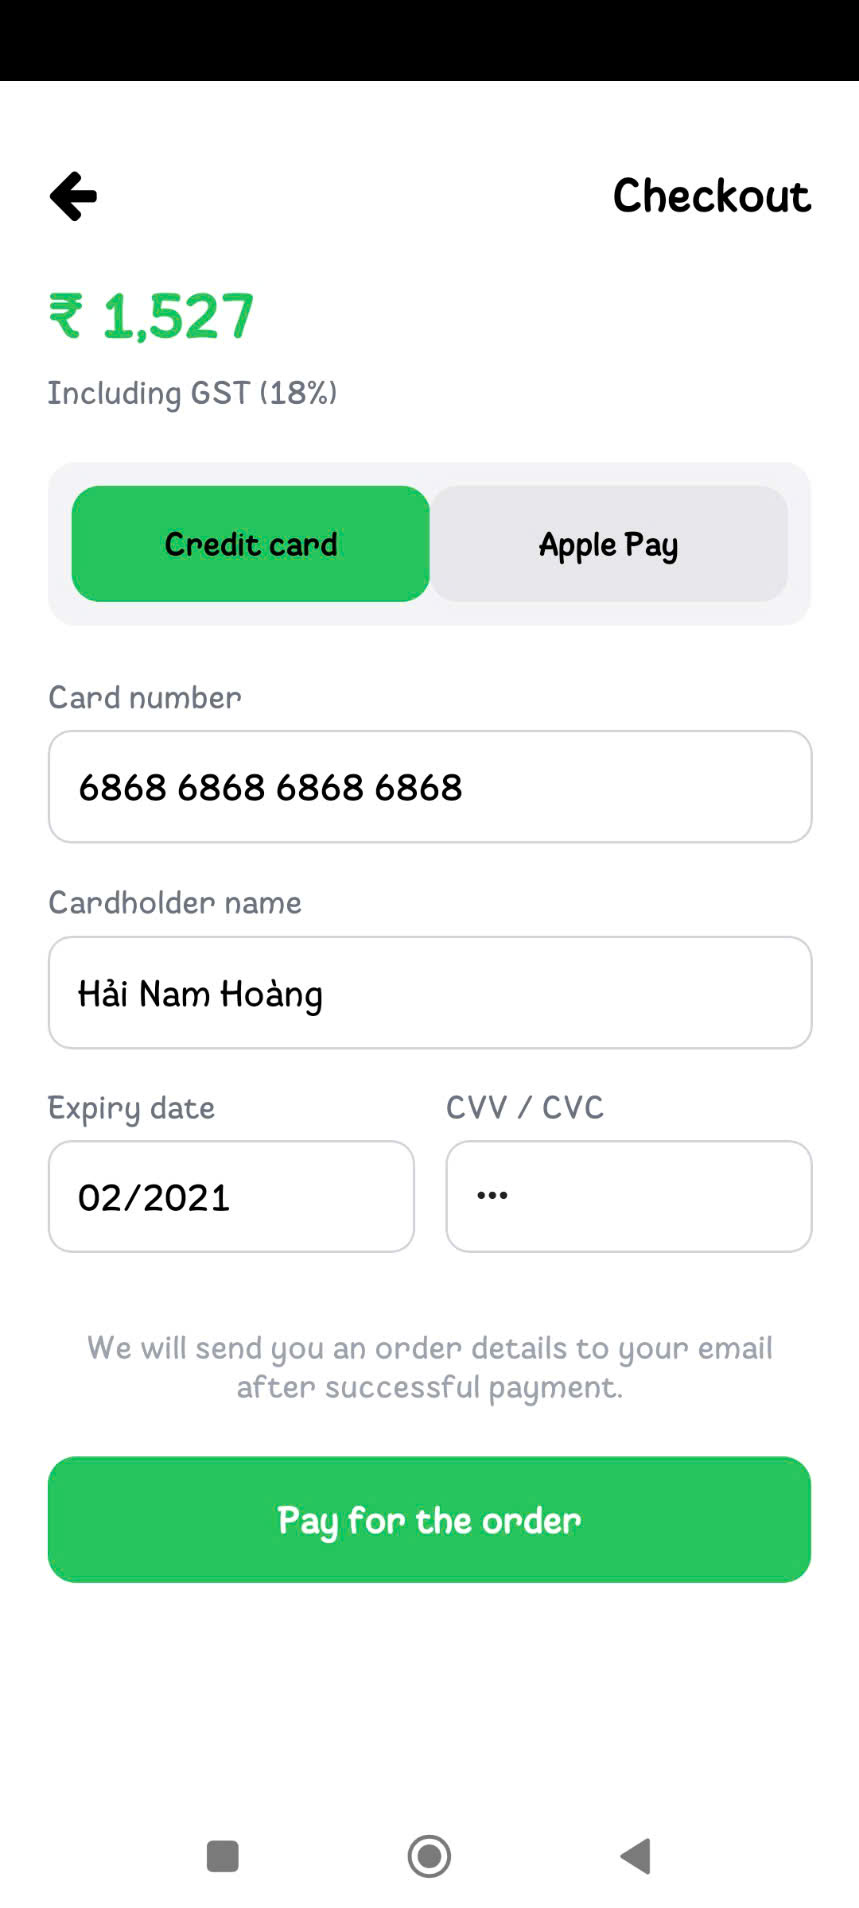 Checkout
₹ 1,527
Including GST (18%)
Credit card
Apple Pay
Card number
6868 6868 6868 6868
Cardholder name
Hải Nam Hoàng
Expiry date
CVV / CVC
02/2021
•••
We will send you an order details to your email
after successful payment.
Pay for the order